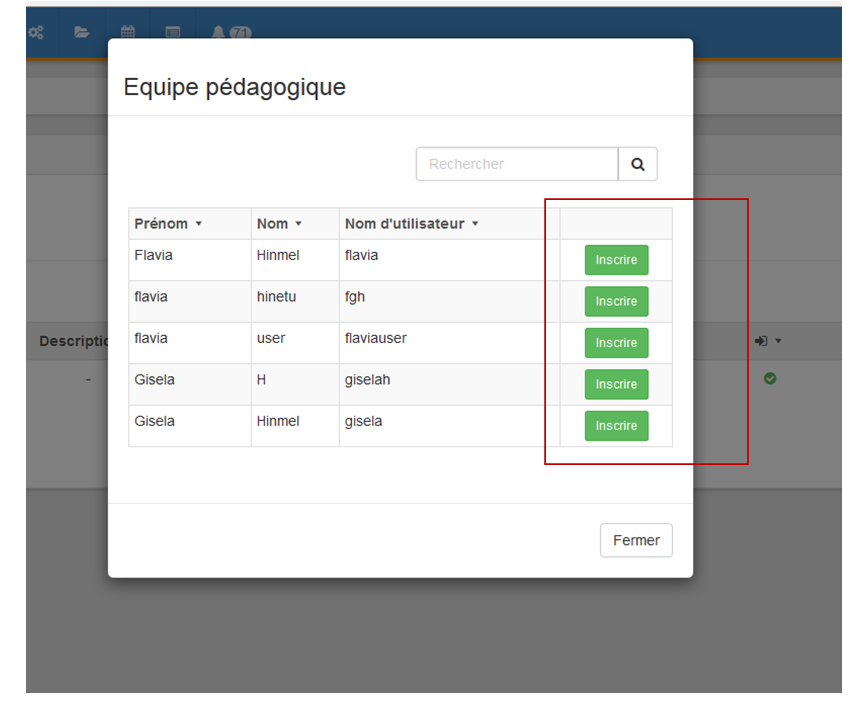 71
Equipe pédagogique
Rechercher
Prénom Nom Nom d'utilisateur
Flavia Hinmel flavia Inscrire
flavia hinetu fgh Inscrire
flavia user flaviauser Inscrire
Gisela H giselah Inscrire
Gisela Hinmel gisela Inscrire
-
Fermer